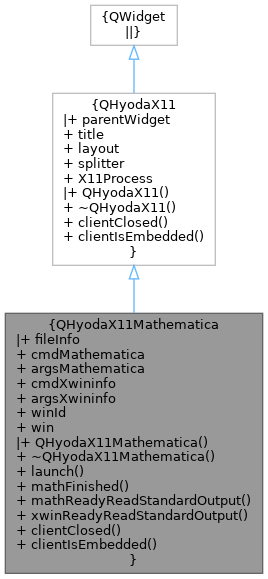 {QWidget
||}
{QHyodaX11
|+ parentWidget
+ title
+ layout
+ splitter
+ X11Process
|+ QHyodaX11()
+ ~QHyodaX11()
+ clientClosed()
+ clientIsEmbedded()
}
{QHyodaX11Mathematica
|+ fileInfo
+ cmdMathematica
+ argsMathematica
+ cmdXwininfo
+ argsXwininfo
+ winId
+ win
|+ QHyodaX11Mathematica()
+ ~QHyodaX11Mathematica()
+ launch()
+ mathFinished()
+ mathReadyReadStandardOutput()
+ xwinReadyReadStandardOutput()
+ clientClosed()
+ clientIsEmbedded()
}